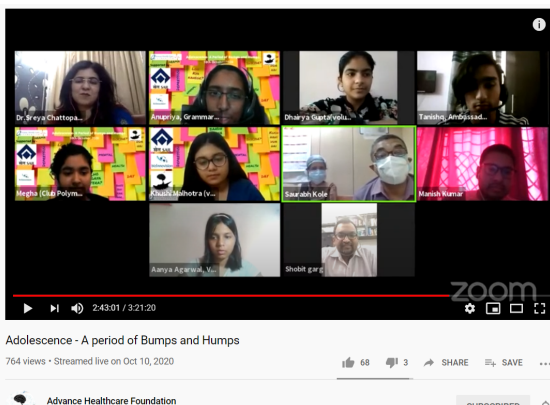 Dr.Sreya Chattopa...
Anupriya, Grammar...
Dhairya Gupta(volu...
Tanishq, Ambassad...
Megha (Club Polym...
Khushi Malhotra (v...
Saurabh Kole
Manish Kumar
Aanya Agarwal, V...
Shobit garg
zoom
2:43:01 / 3:21:20
Adolescence - A period of Bumps and Humps
764 views • Streamed live on Oct 10, 2020
68
3
SHARE
SAVE
Advance Healthcare Foundation
SUBSCRIBED